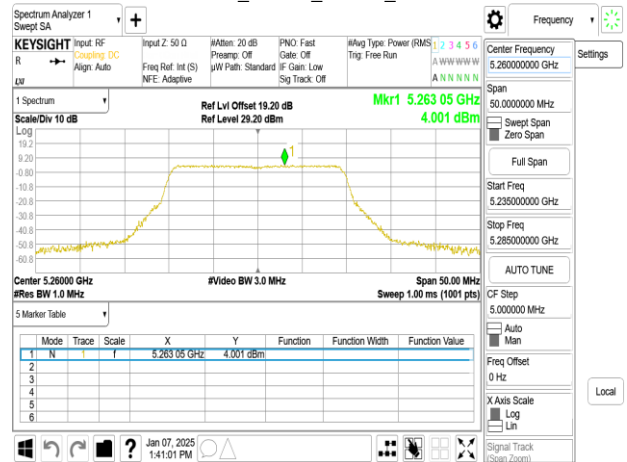 Spectrum Analyzer 1
Swept SA
Frequency
KEYSIGHT
R
Input: RF
Coupling: DC
Align: Auto
Input Z: 50 Ω
Freq Ref: Int (S)
NFE: Adaptive
#Atten: 20 dB
Preamp: Off
µW Path: Standard
PNO: Fast
Gate: Off
IF Gain: Low
Sig Track: Off
#Avg Type: Power (RMS
Trig: Free Run
1 2 3 4 5 6
A W W W W W
A N N N N N
Center Frequency
5.260000000 GHz
Settings
Span
50.0000000 MHz
Swept Span
Zero Span
Full Span
Start Freq
5.235000000 GHz
Stop Freq
5.285000000 GHz
AUTO TUNE
CF Step
5.000000 MHz
Auto
Man
Freq Offset
0 Hz
X Axis Scale
Log
Lin
Signal Track
(Span Zoom)
Local
1 Spectrum
Scale/Div 10 dB
Ref Lvl Offset 19.20 dB
Ref Level 29.20 dBm
Mkr1 5.263 05 GHz
4.001 dBm
Log
19.2
9.20
-0.80
-10.8
-20.8
-30.8
-40.8
-50.8
-60.8
1
Center 5.26000 GHz
#Res BW 1.0 MHz
#Video BW 3.0 MHz
Span 50.00 MHz
Sweep 1.00 ms (1001 pts)
5 Marker Table
Mode Trace Scale X Y Function Function Width Function Value
1 N 1 f 5.263 05 GHz 4.001 dBm
2
3
4
5
6
?
Jan 07, 2025
1:41:01 PM